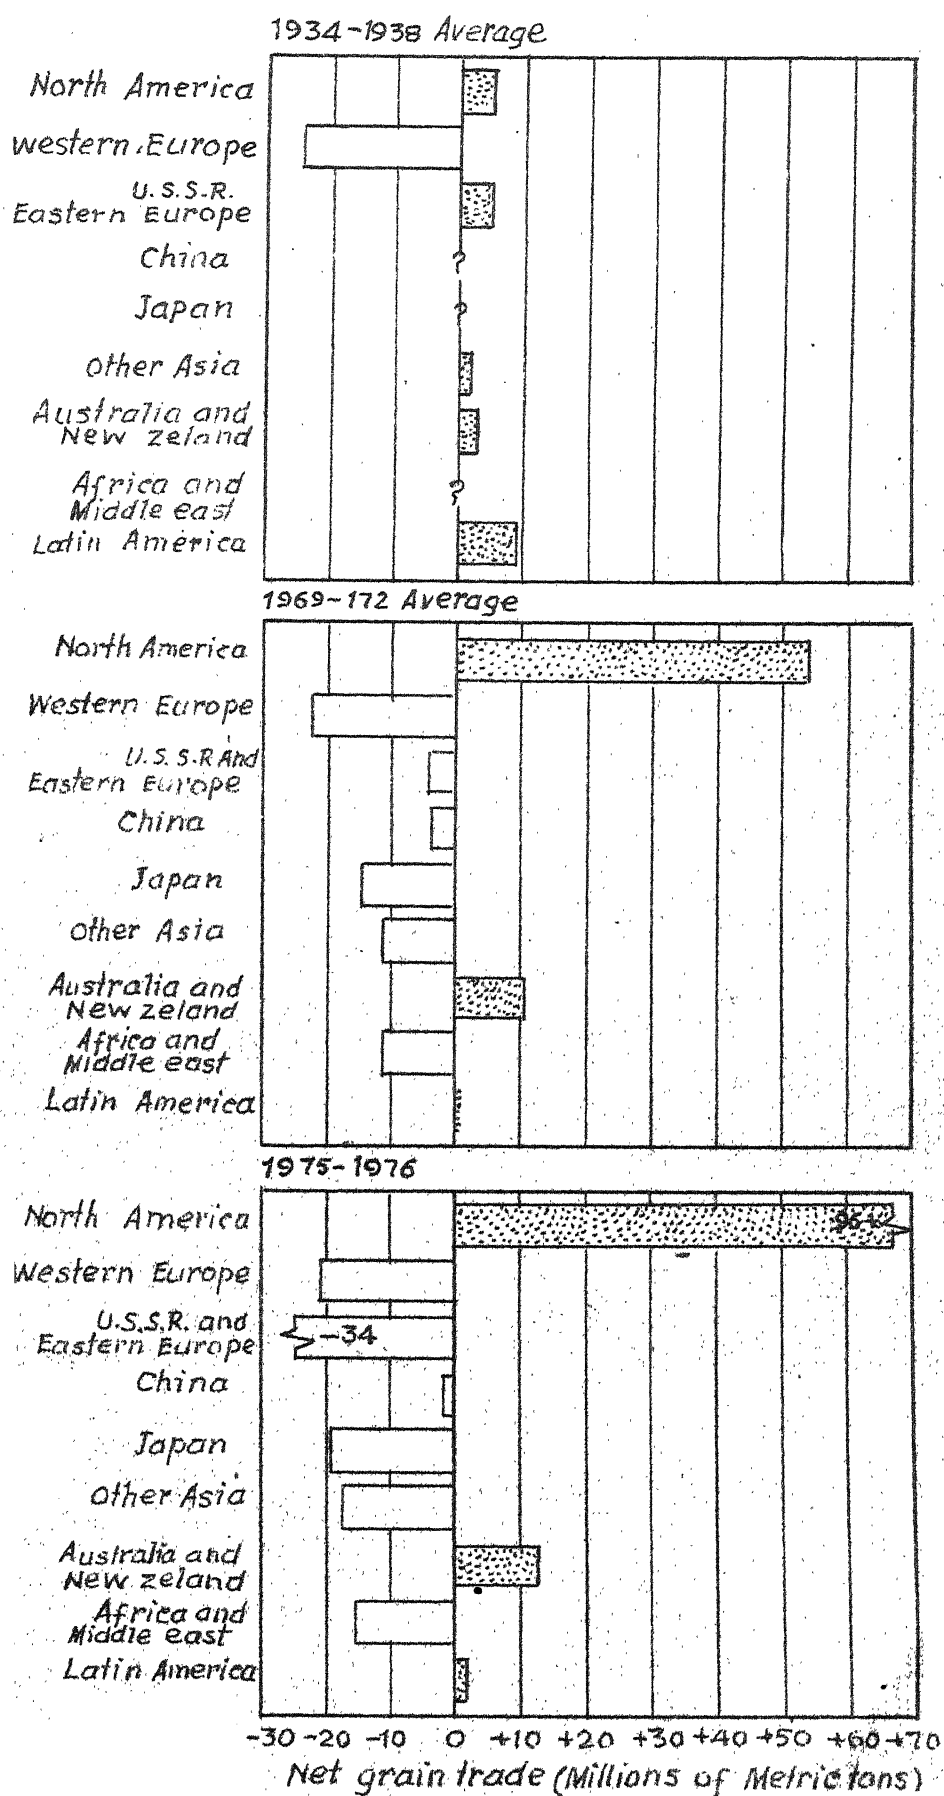 1934-1938 Average
North America
Western Europe
U.S.S.R.
Eastern Europe
China
?
Japan
?
Other Asia
Australia and
New zeland
Africa and
Middle east
?
Latin America
1969-172 Average
North America
Western Europe
U.S.S.R And
Eastern Europe
China
Japan
Other Asia
Australia and
New zeland
Africa and
Middle east
Latin America
1975-1976
North America
Western Europe
U.S.S.R. and
Eastern Europe
-34
China
Japan
Other Asia
Australia and
New zeland
Africa and
Middle east
Latin America
-30 -20 -10 0 +10 +20 +30 +40 +50 +60 +70
Net grain trade (Millions of Metric tons)